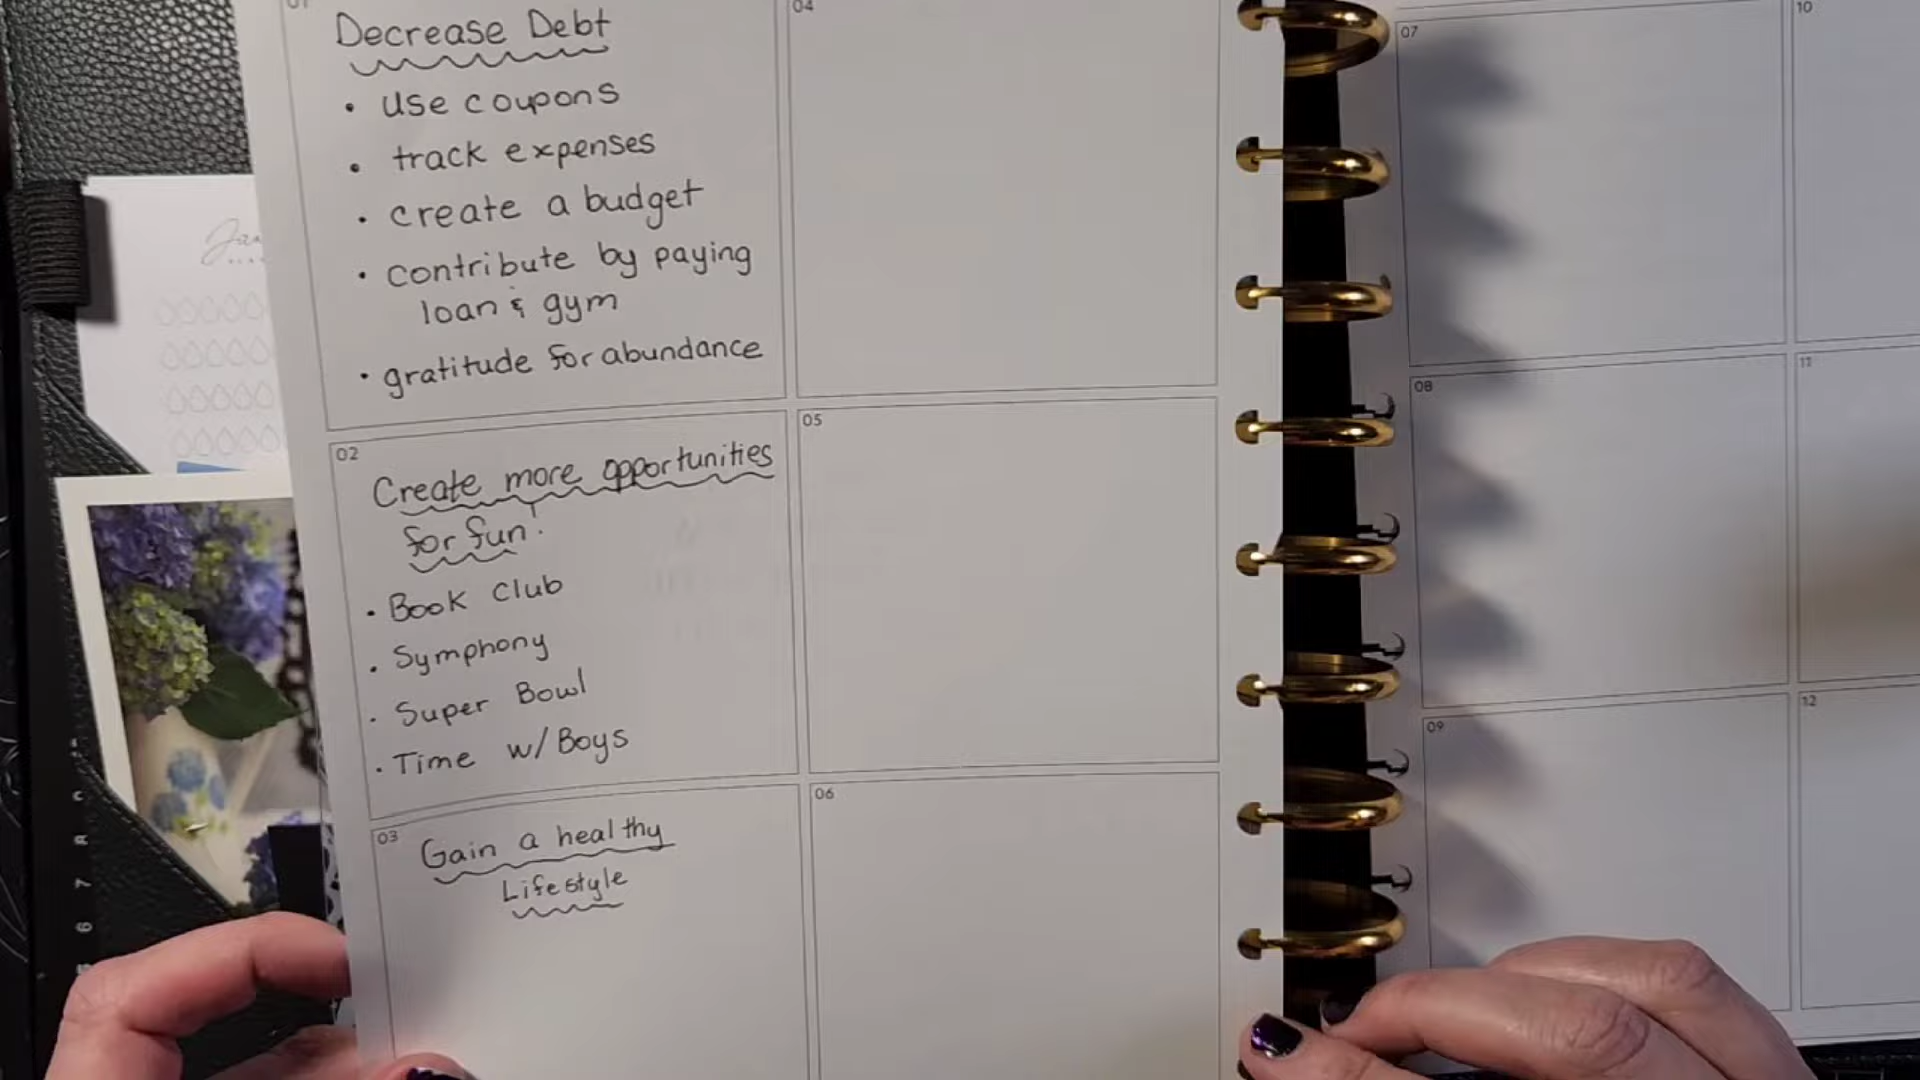 01
Decrease Debt
• use coupons
• track expenses
• create a budget
• contribute by paying
loan & gym
• gratitude for abundance
02
Create more opportunities
for fun!
• Book Club
• Symphony
• Super Bowl
• Time w/ Boys
03
Gain a healthy
Lifestyle
04
05
06
07
08
09
10
11
12